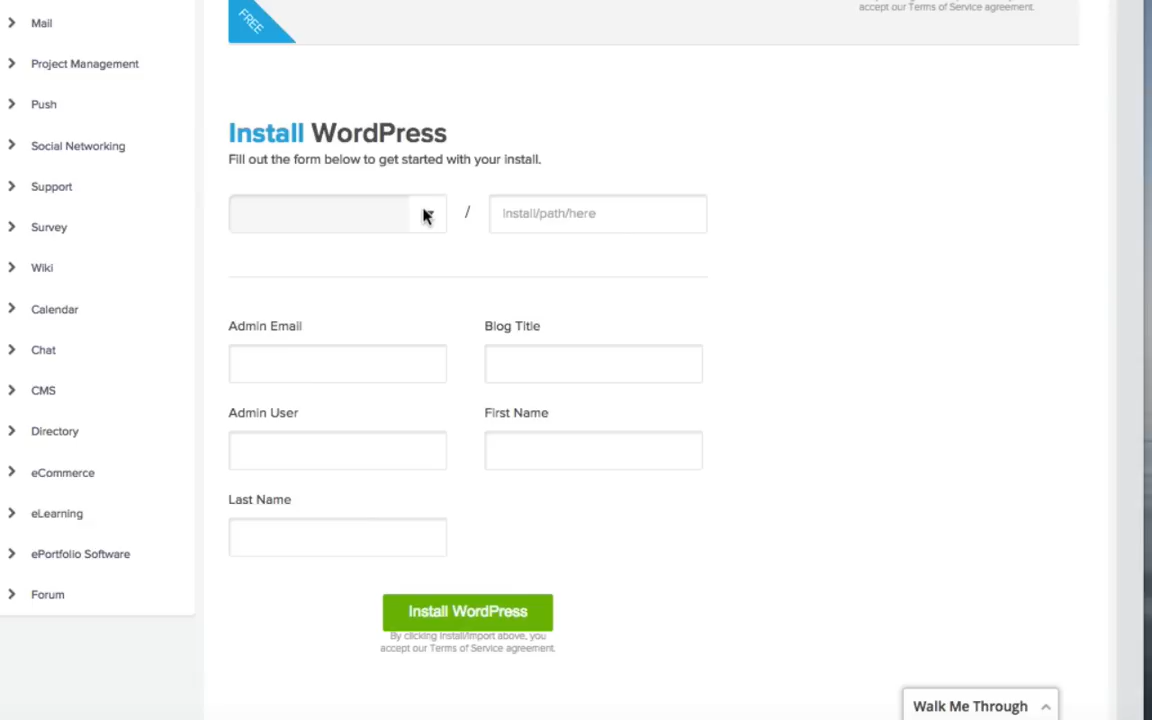 accept our Terms of Service agreement.
FREE
Mail
Project Management
Push
Social Networking
Support
Survey
Wiki
Calendar
Chat
CMS
Directory
eCommerce
eLearning
ePortfolio Software
Forum
Install WordPress
Fill out the form below to get started with your install.
/ Install/path/here
Admin Email
Blog Title
Admin User
First Name
Last Name
Install WordPress
By clicking Install/Import above, you
accept our Terms of Service agreement.
Walk Me Through